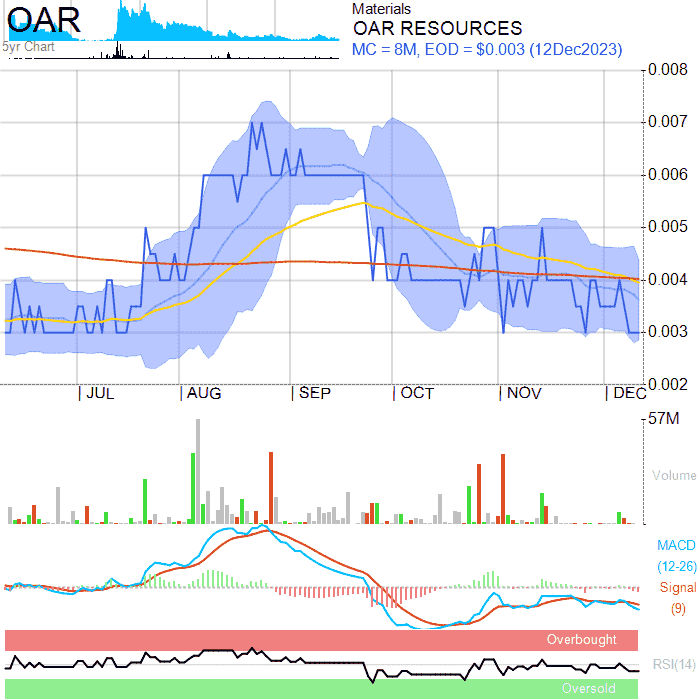 OAR
5yr Chart
Materials
OAR RESOURCES
MC = 8M, EOD = $0.003 (12Dec2023)
0.008
0.007
0.006
0.005
0.004
0.003
0.002
JUL AUG SEP OCT NOV DEC
57M
Volume
MACD
(12-26)
Signal
(9)
Overbought
RSI(14)
Oversold